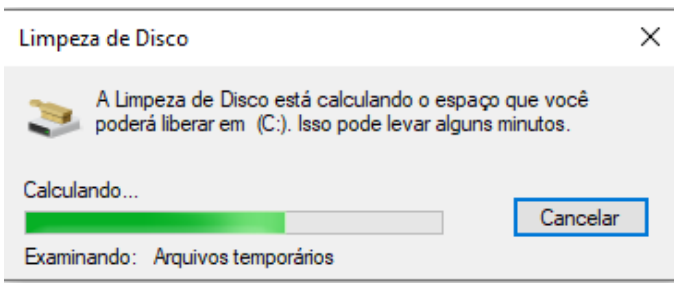 Limpeza de Disco
A Limpeza de Disco está calculando o espaço que você
poderá liberar em  (C:). Isso pode levar alguns minutos.
Calculando...
Cancelar
Examinando:   Arquivos temporários